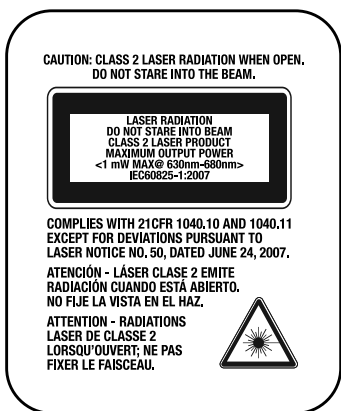 CAUTION: CLASS 2 LASER RADIATION WHEN OPEN.
DO NOT STARE INTO THE BEAM.
LASER RADIATION
DO NOT STARE INTO BEAM
CLASS 2 LASER PRODUCT
MAXIMUM OUTPUT POWER
<1 mW MAX@ 630nm-680nm>
IEC60825-1:2007
COMPLIES WITH 21CFR 1040.10 AND 1040.11
EXCEPT FOR DEVIATIONS PURSUANT TO
LASER NOTICE NO. 50, DATED JUNE 24, 2007.
ATENCIÓN - LÁSER CLASE 2 EMITE
RADIACIÓN CUANDO ESTÁ ABIERTO.
NO FIJE LA VISTA EN EL HAZ.
ATTENTION - RADIATIONS
LASER DE CLASSE 2
LORSQU'OUVERT; NE PAS
FIXER LE FAISCEAU.